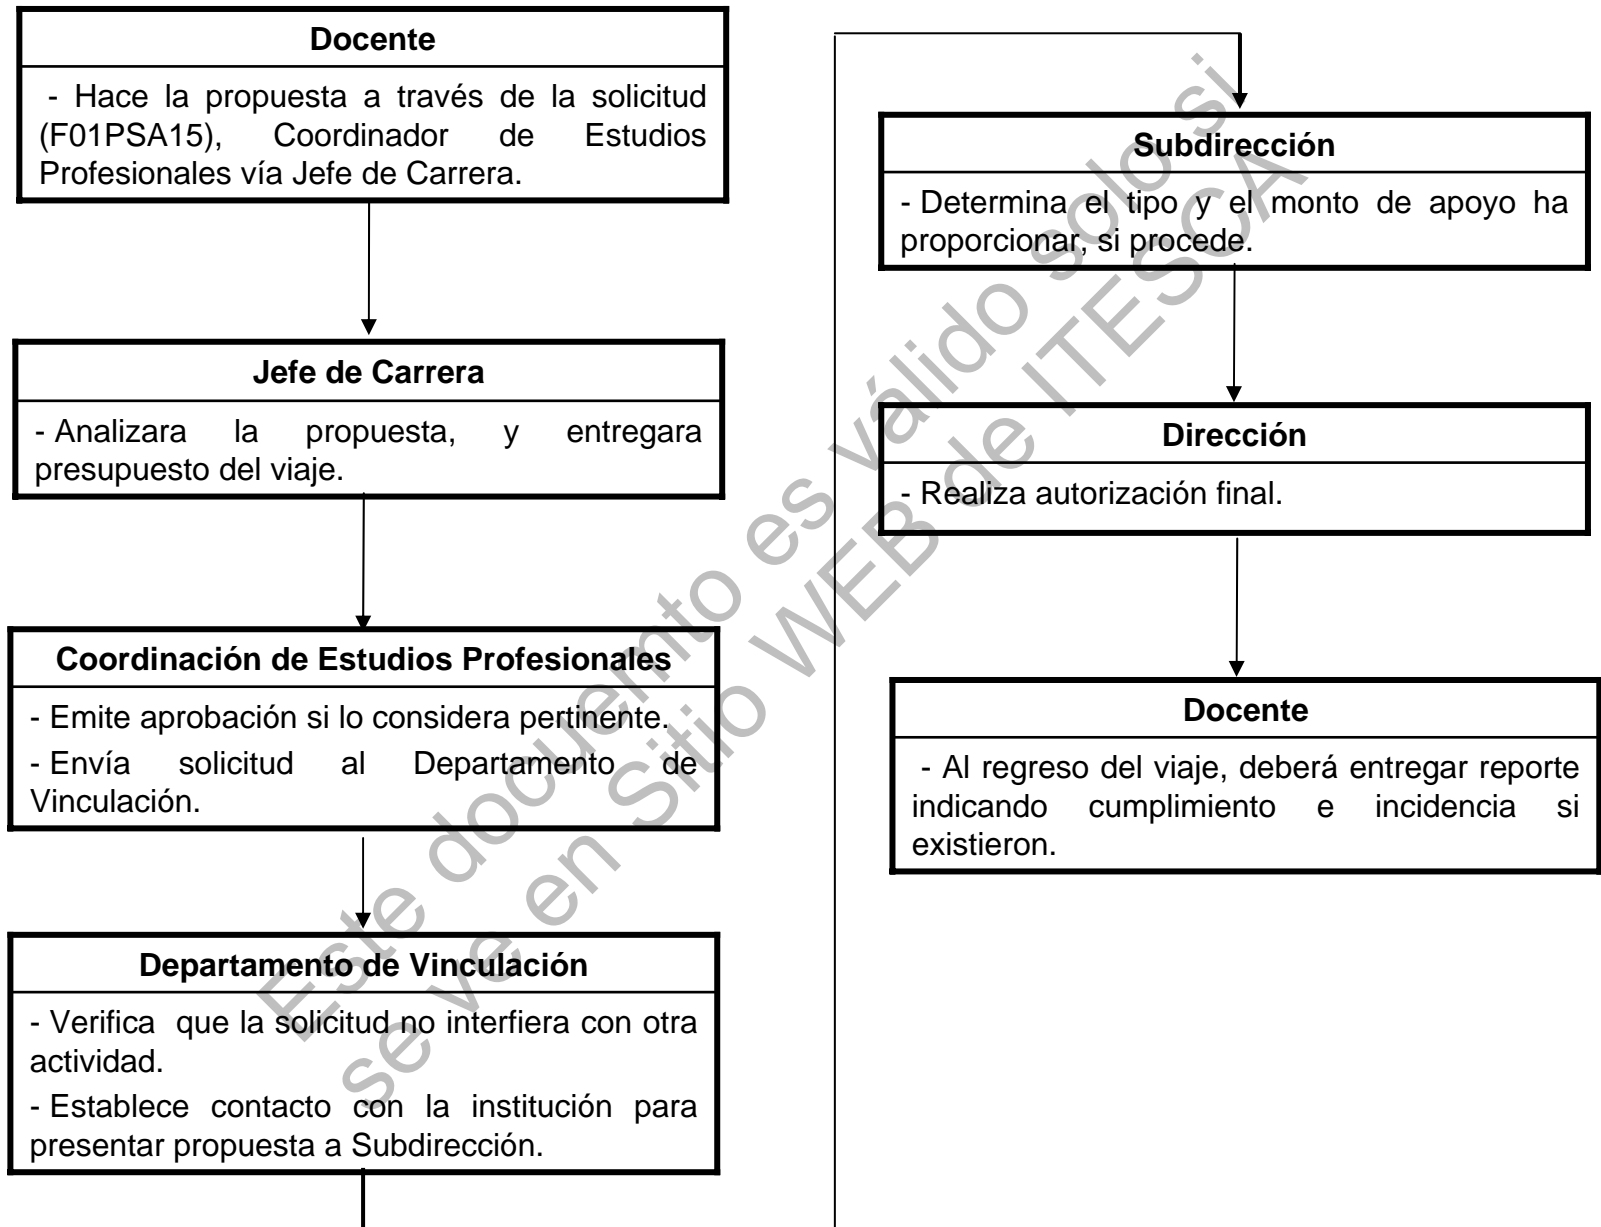 Docente
- Hace la propuesta a través de la solicitud
(F01PSA15), Coordinador de Estudios
Profesionales vía Jefe de Carrera.
Jefe de Carrera
- Analizara la propuesta, y entregara
presupuesto del viaje.
Coordinación de Estudios Profesionales
- Emite aprobación si lo considera pertinente.
- Envía solicitud al Departamento de
Vinculación.
Departamento de Vinculación
- Verifica que la solicitud no interfiera con otra
actividad.
- Establece contacto con la institución para
presentar propuesta a Subdirección.
Subdirección
- Determina el tipo y el monto de apoyo ha
proporcionar, si procede.
Dirección
- Realiza autorización final.
Docente
- Al regreso del viaje, deberá entregar reporte
indicando cumplimiento e incidencia si
existieron.
Este documento es válido solo si
se ve en Sitio WEB de ITESCA